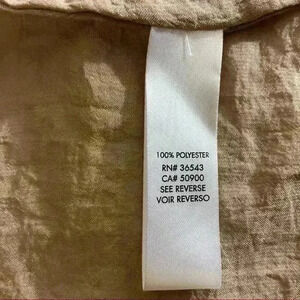 100% POLYESTER
RN# 36543
CA# 50900
SEE REVERSE
VOIR REVERSO